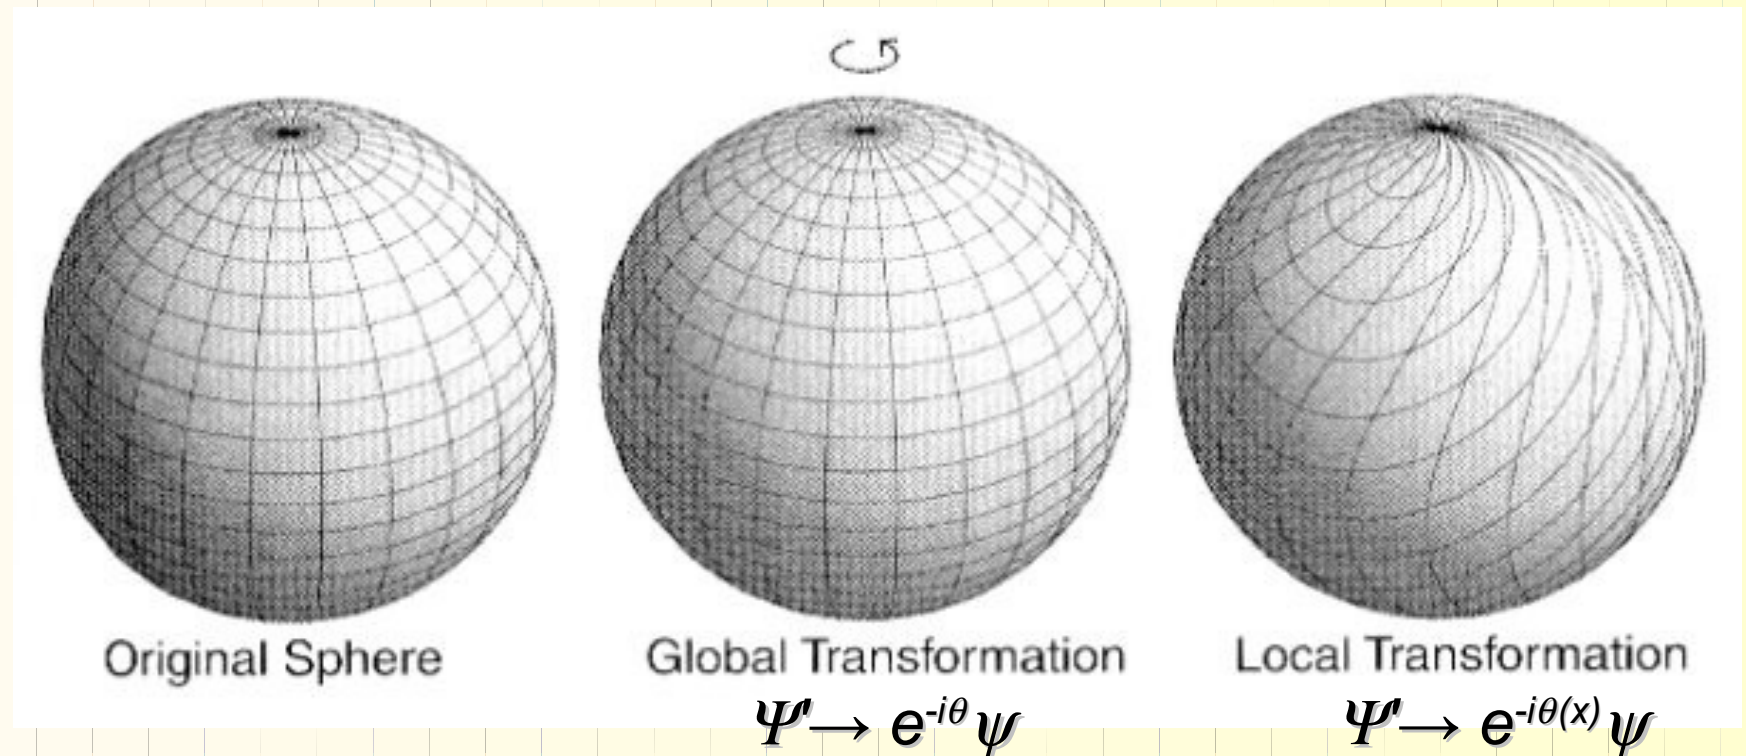 Original Sphere
Global Transformation
Local Transformation
Ψ'→ e^{-iθ} ψ
Ψ'→ e^{-iθ(x)} ψ